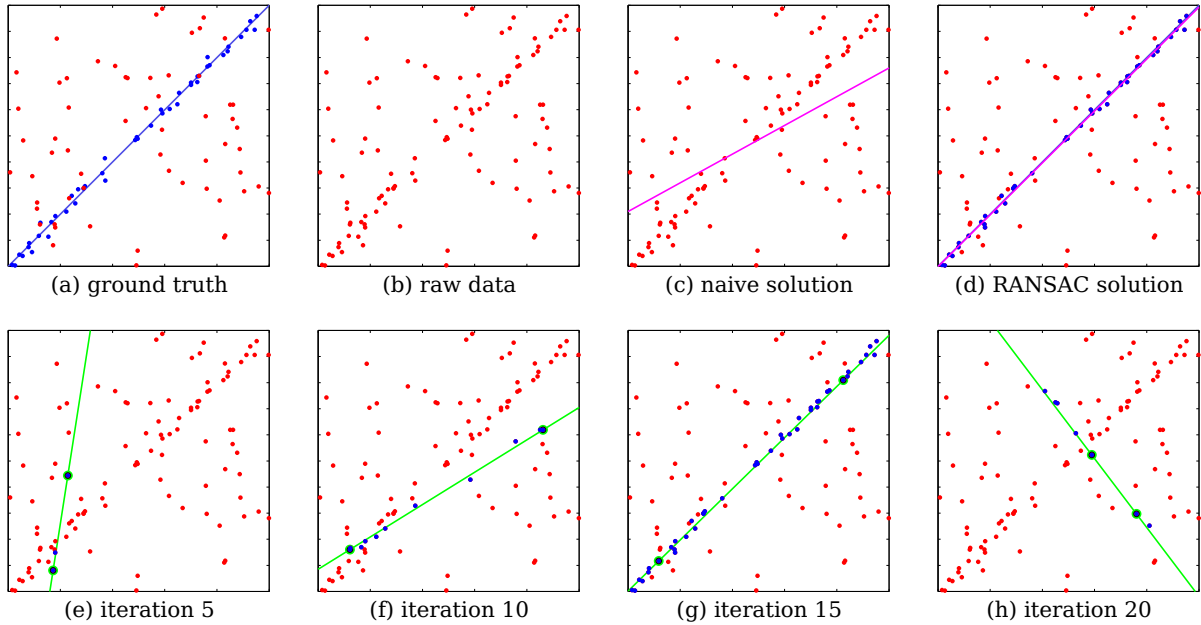 (a) ground truth
(b) raw data
(c) naive solution
(d) RANSAC solution
(e) iteration 5
(f) iteration 10
(g) iteration 15
(h) iteration 20